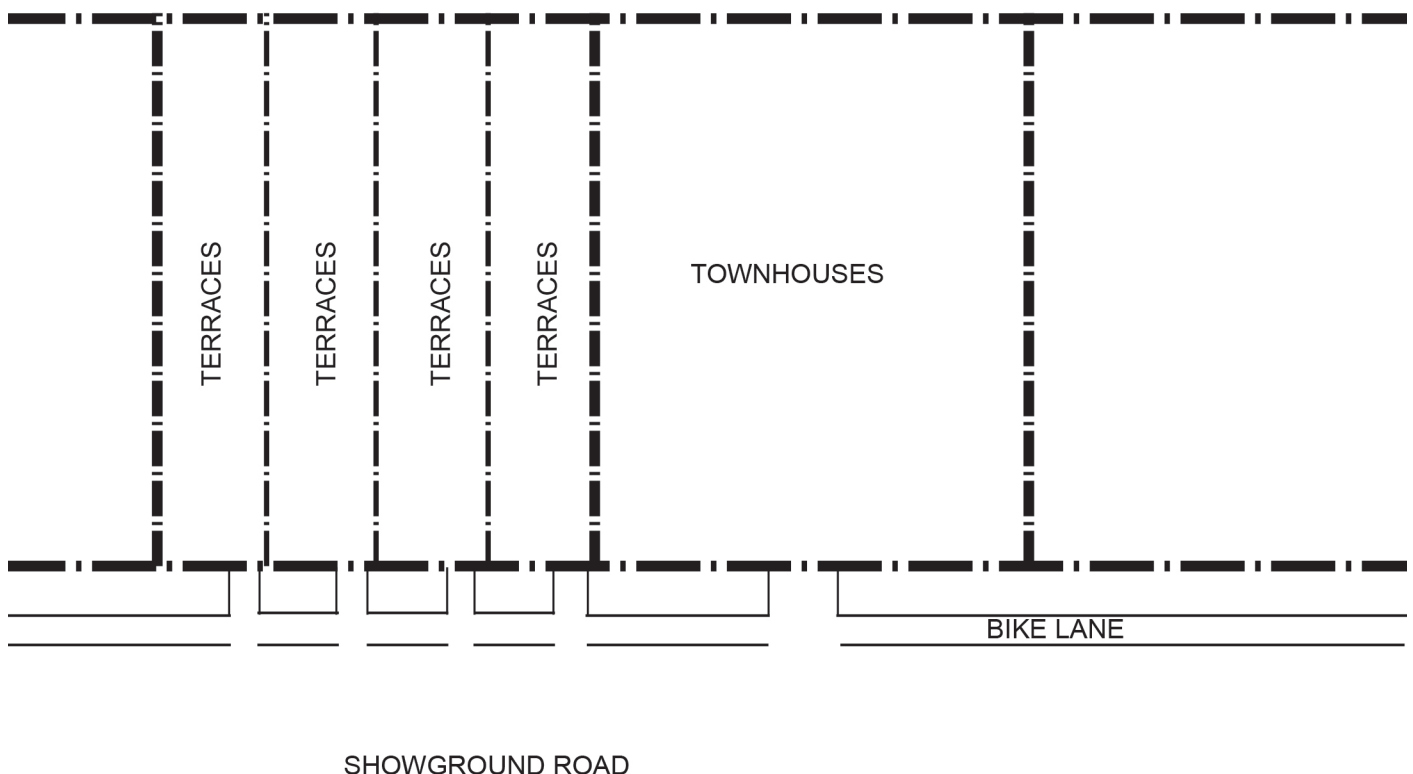 TERRACES
TERRACES
TERRACES
TERRACES
TOWNHOUSES
BIKE LANE
SHOWGROUND ROAD